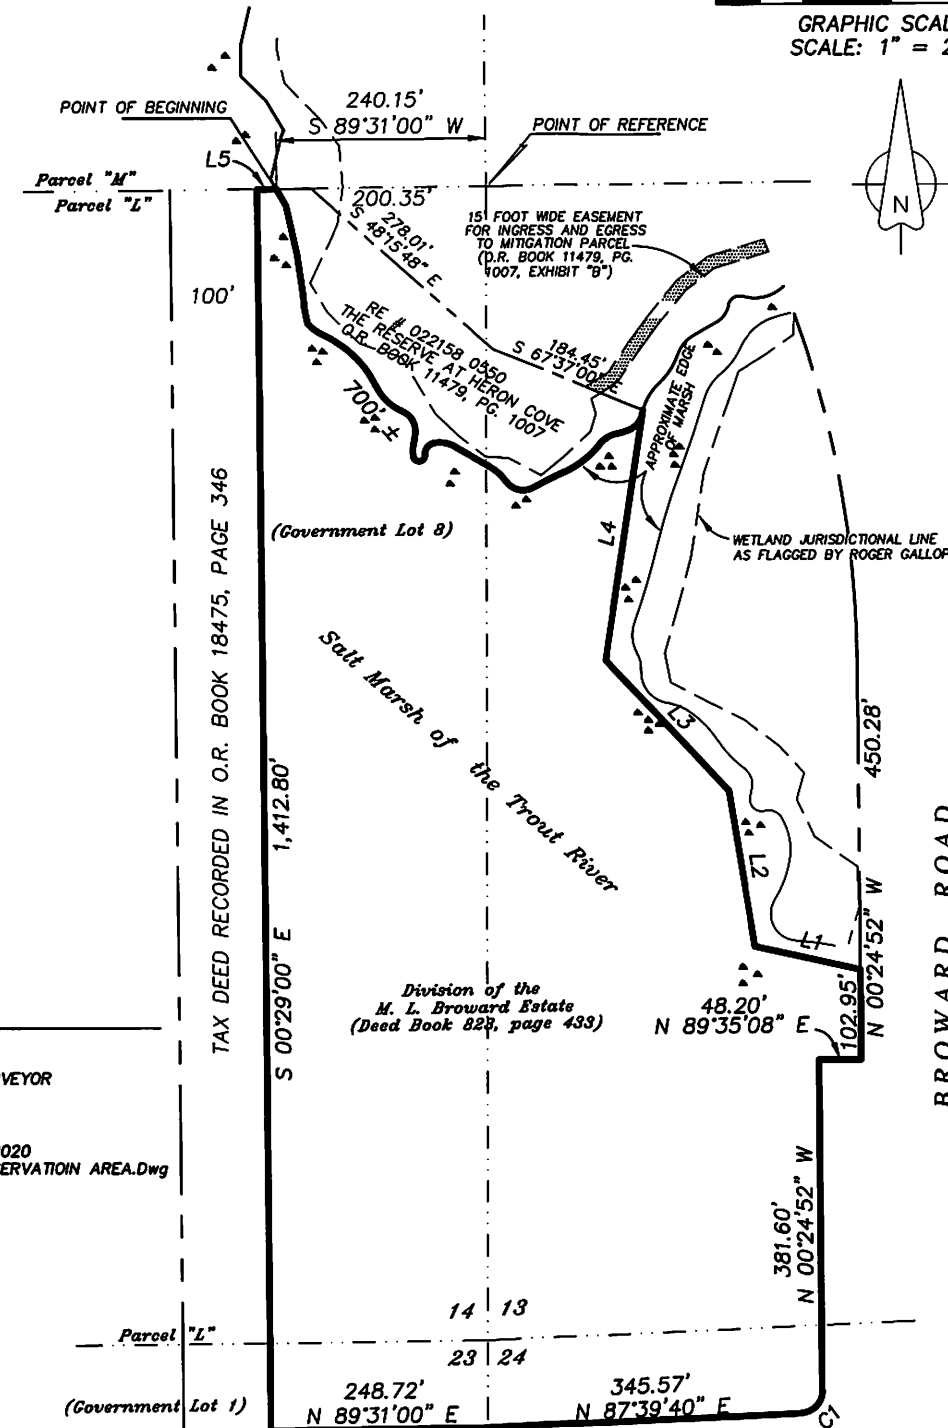 GRAPHIC SCAL
SCALE: 1" = 2
POINT OF BEGINNING
240.15'
S 89°31'00" W
POINT OF REFERENCE
L5
Parcel "M"
Parcel "L"
200.35'
278.01'
S 48°15'48" E
15' FOOT WIDE EASEMENT
FOR INGRESS AND EGRESS
TO MITIGATION PARCEL
(O.R. BOOK 11479, PG.
1007, EXHIBIT "B")
N
100'
RE # 022158 0550
THE RESERVE AT HERON COVE
O.R. BOOK 11479, PG. 1007
184.45'
S 67°37'00" E
700' ±
APPROXIMATE EDGE
OF MARSH
TAX DEED RECORDED IN O.R. BOOK 18475, PAGE 346
(Government Lot 8)
L4
WETLAND JURISDICTIONAL LINE
AS FLAGGED BY ROGER GALLOP
Salt Marsh of the Trout River
L3
450.28'
1,412.80'
S 00°29'00" E
L2
L1
BROWARD ROAD
N 00°24'52" W
102.95'
Division of the
M. L. Broward Estate
(Deed Book 823, page 433)
48.20'
N 89°35'08" E
VEYOR
020
ERVATIOIN AREA.Dwg
381.60'
N 00°24'52" W
14 13
Parcel "L"
23 24
(Government Lot 1)
248.72'
N 89°31'00" E
345.57'
N 87°39'40" E
C1